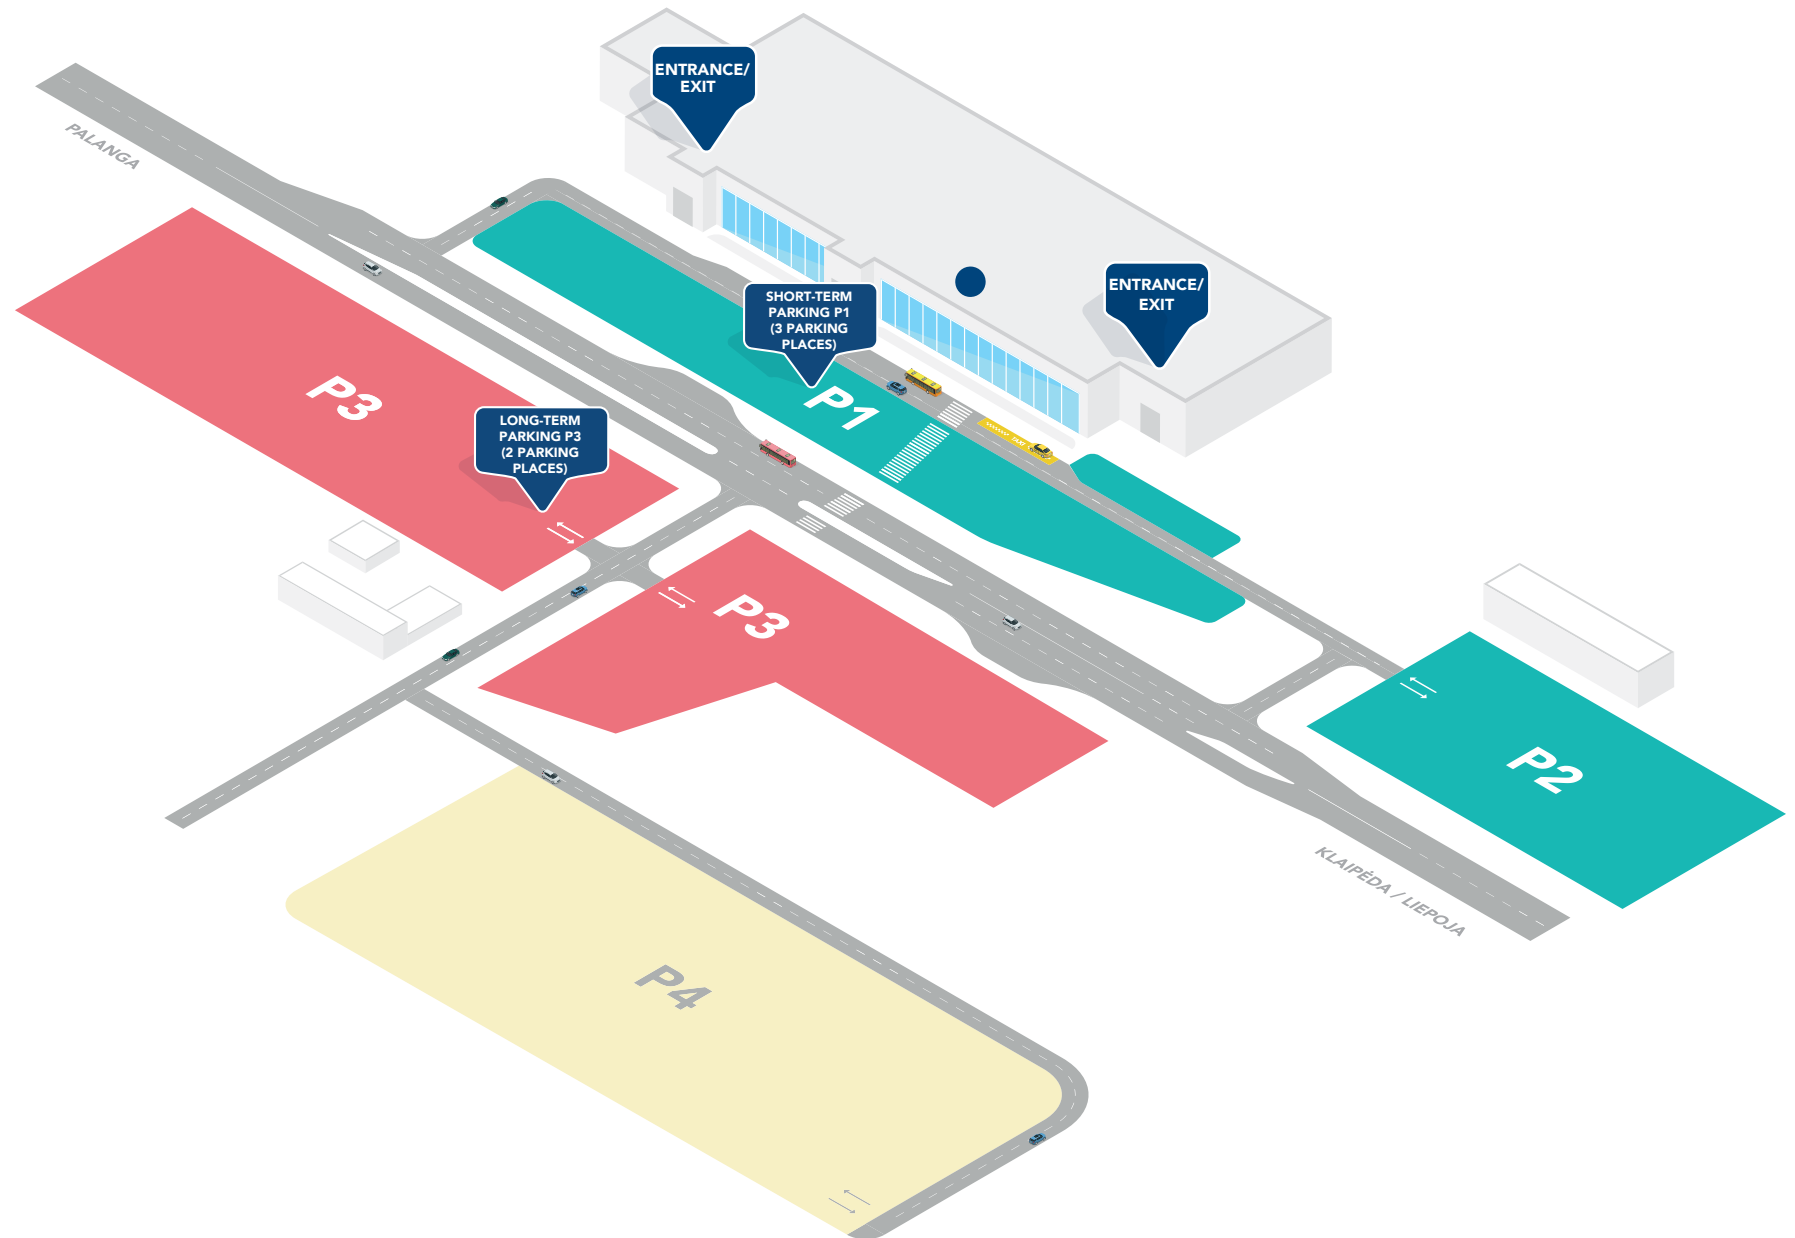 ENTRANCE/
EXIT
PALANGA
ENTRANCE/
EXIT
SHORT-TERM
PARKING P1
(3 PARKING
PLACES)
P3
P1
LONG-TERM
PARKING P3
(2 PARKING
PLACES)
TAXI
P3
P2
KLAIPĖDA / LIEPOJA
P4